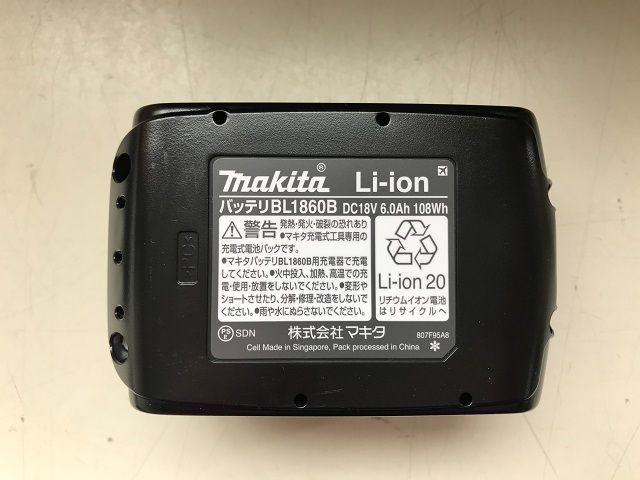 makita® Li-ion
バッテリBL1860B DC18V 6.0Ah 108Wh
警告 発熱・発火・破裂の恐れあり
●マキタ充電式工具専用の
充電式電池パックです。
●マキタバッテリBL1860B用充電器で充電
してください。●火中投入、加熱、高温での充
電・使用・放置をしないでください。●変形や
ショートさせたり、分解・修理・改造をしないで
ください。●雨や水にぬらさないでください。
Li-ion 20
リチウムイオン電池
はリサイクルへ
PS
E SDN 株式会社マキタ 807F95A8
Cell Made in Singapore, Pack processed in China